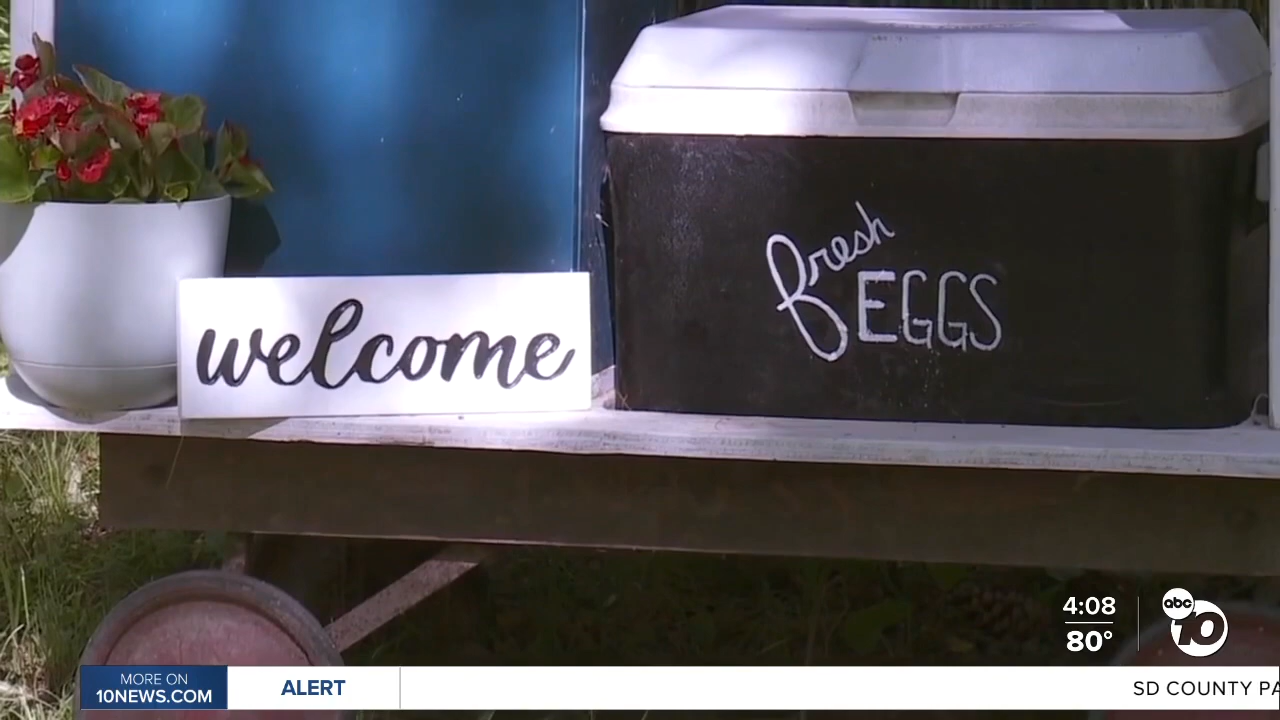 fresh
EGGS
welcome
4:08
80°
abc
10
MORE ON
10NEWS.COM
ALERT
SD COUNTY PA